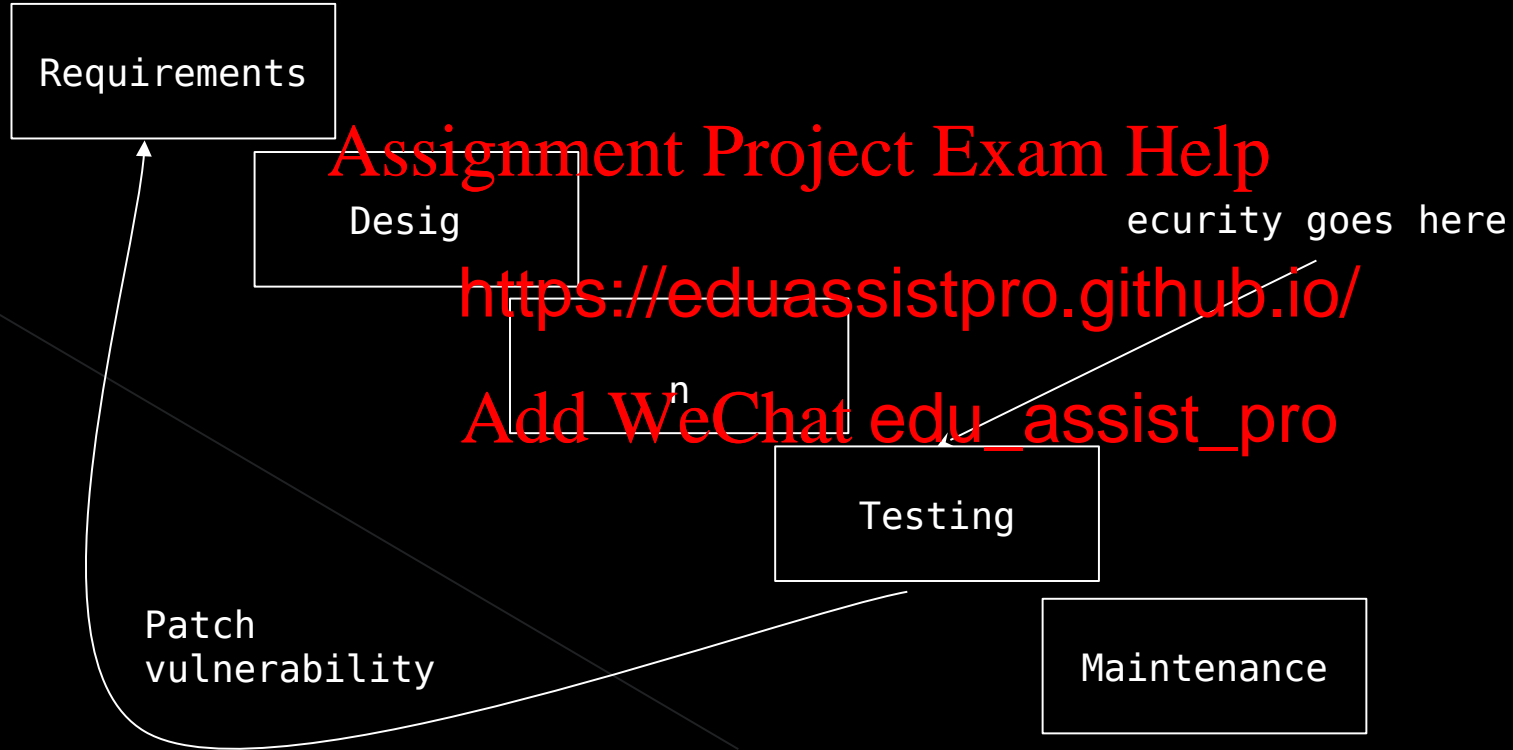 Requirements
Assignment Project Exam Help
Desig
ecurity goes here
https://eduassistpro.github.io/
n
Add WeChat edu_assist_pro
Testing
Patch
vulnerability
Maintenance